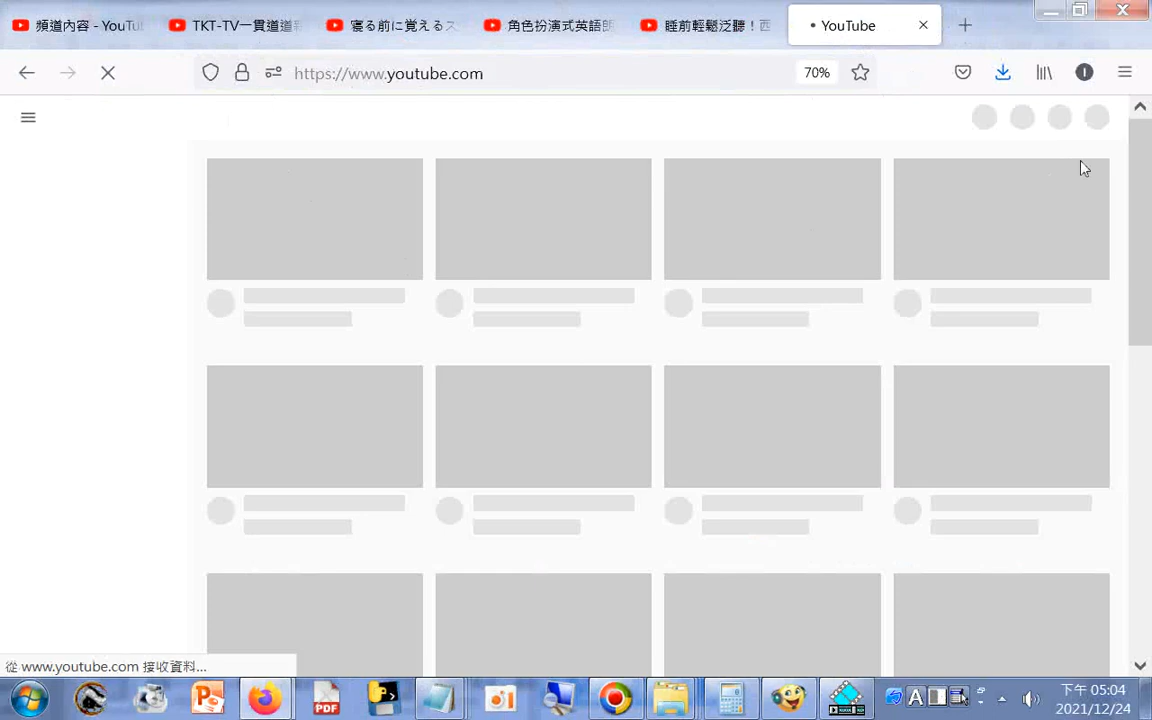 頻道內容 - YouTu
TKT-TV一貫道道
寝る前に覚えるス
角色扮演式英語朗
睡前輕鬆泛聽！西
YouTube
https://www.youtube.com
70%
從 www.youtube.com 接收資料...
下午 05:04
2021/12/24